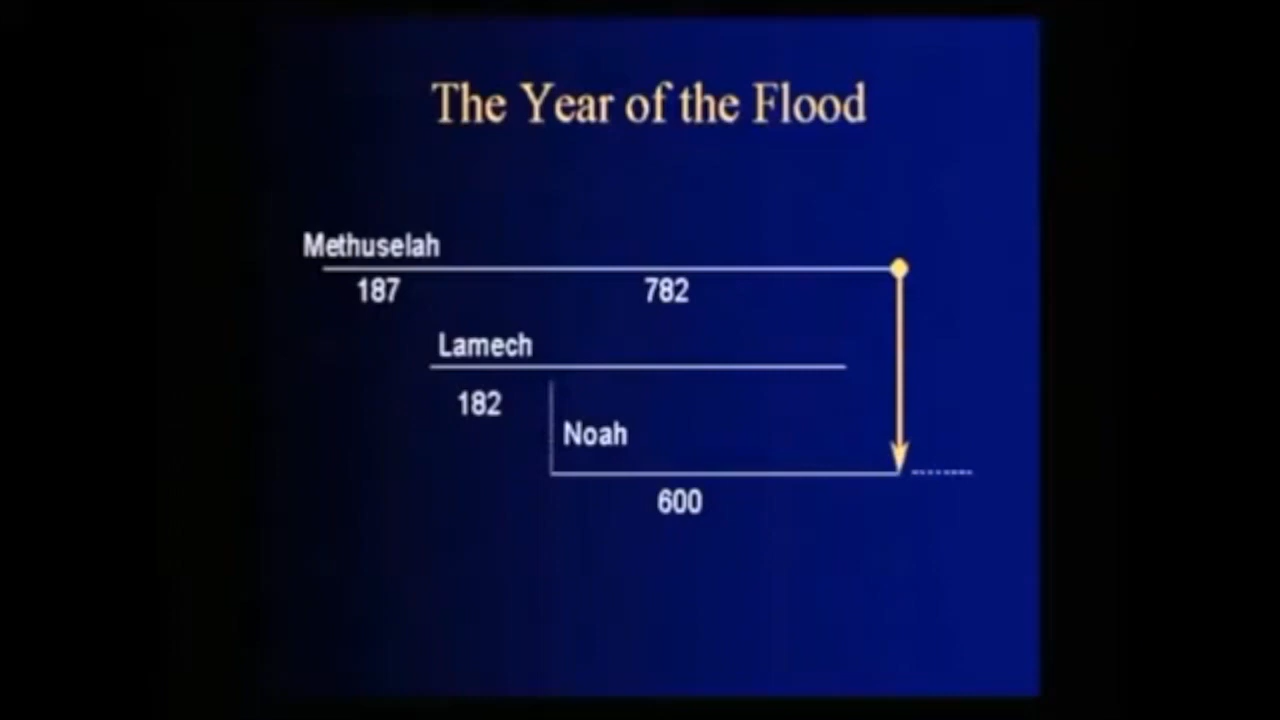 The Year of the Flood
Methuselah
187 782
Lamech
182
Noah
600